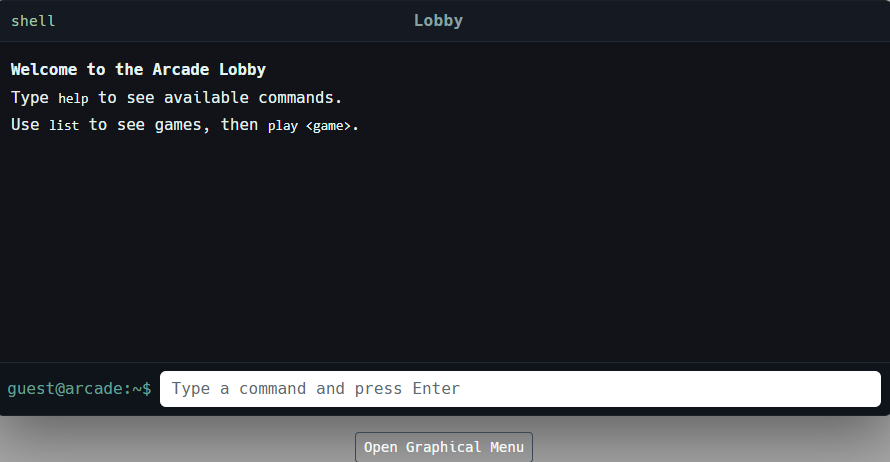 shell
Lobby
Welcome to the Arcade Lobby
Type help to see available commands.
Use list to see games, then play <game>.
guest@arcade:~$
Type a command and press Enter
Open Graphical Menu